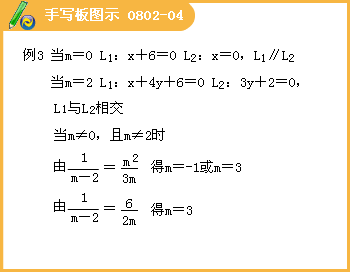 手写板图示 0802-04
例3 当m=0 L₁：x+6=0 L₂：x=0，L₁∥L₂
当m=2 L₁：x+4y+6=0 L₂：3y+2=0，
L1与L2相交
当m≠0，且m≠2时
由1/(m-2)=m²/3m 得m=-1或m=3
由1/(m-2)=6/2m 得m=3